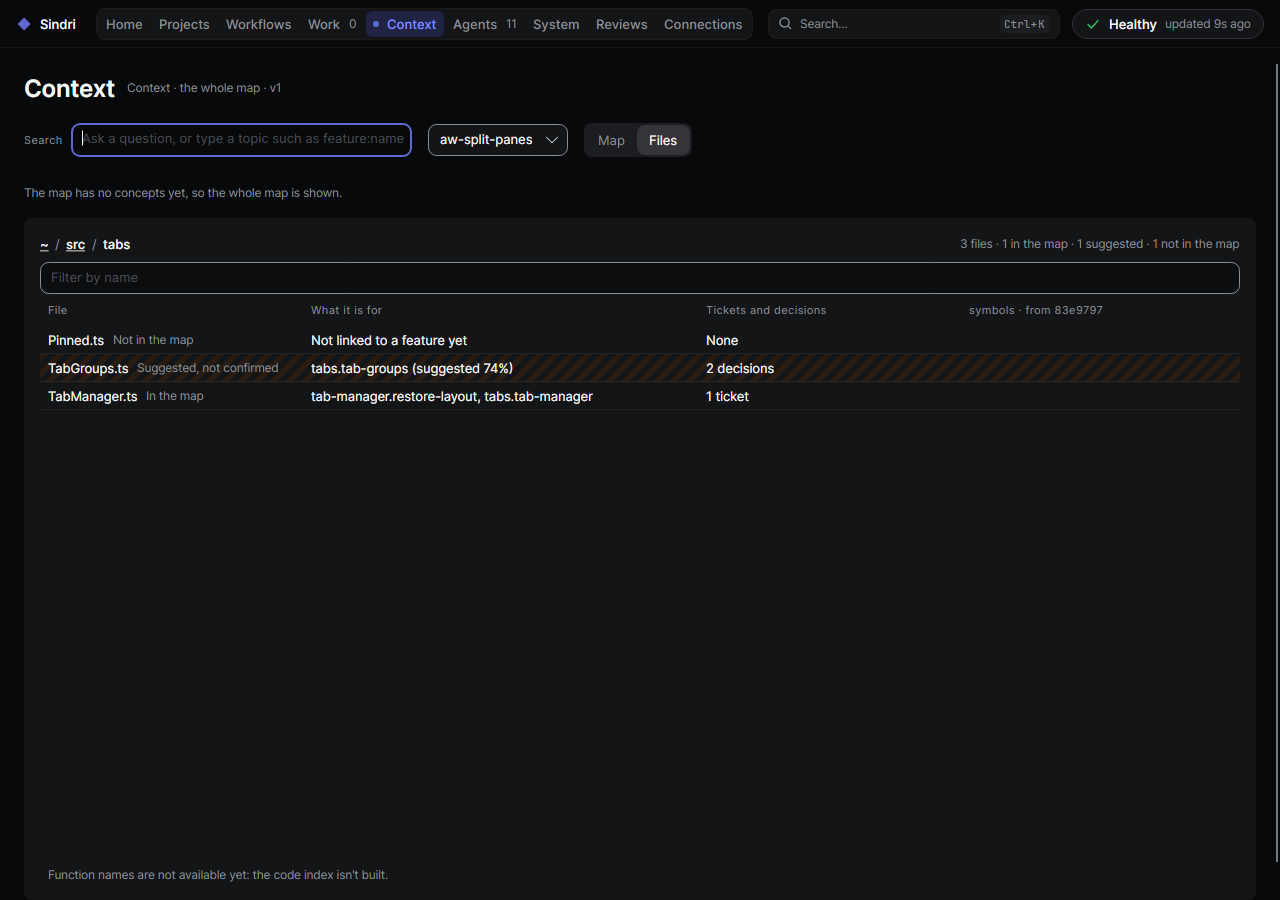 Sindri Home Projects Workflows Work 0 Context Agents 11 System Reviews Connections Search... Ctrl+K Healthy updated 9s ago
Context Context · the whole map · v1
Search Ask a question, or type a topic such as feature:name aw-split-panes Map Files
The map has no concepts yet, so the whole map is shown.
~ / src / tabs 3 files · 1 in the map · 1 suggested · 1 not in the map
Filter by name
File What it is for Tickets and decisions symbols · from 83e9797
Pinned.ts Not in the map Not linked to a feature yet None
TabGroups.ts Suggested, not confirmed tabs.tab-groups (suggested 74%) 2 decisions
TabManager.ts In the map tab-manager.restore-layout, tabs.tab-manager 1 ticket
Function names are not available yet: the code index isn't built.